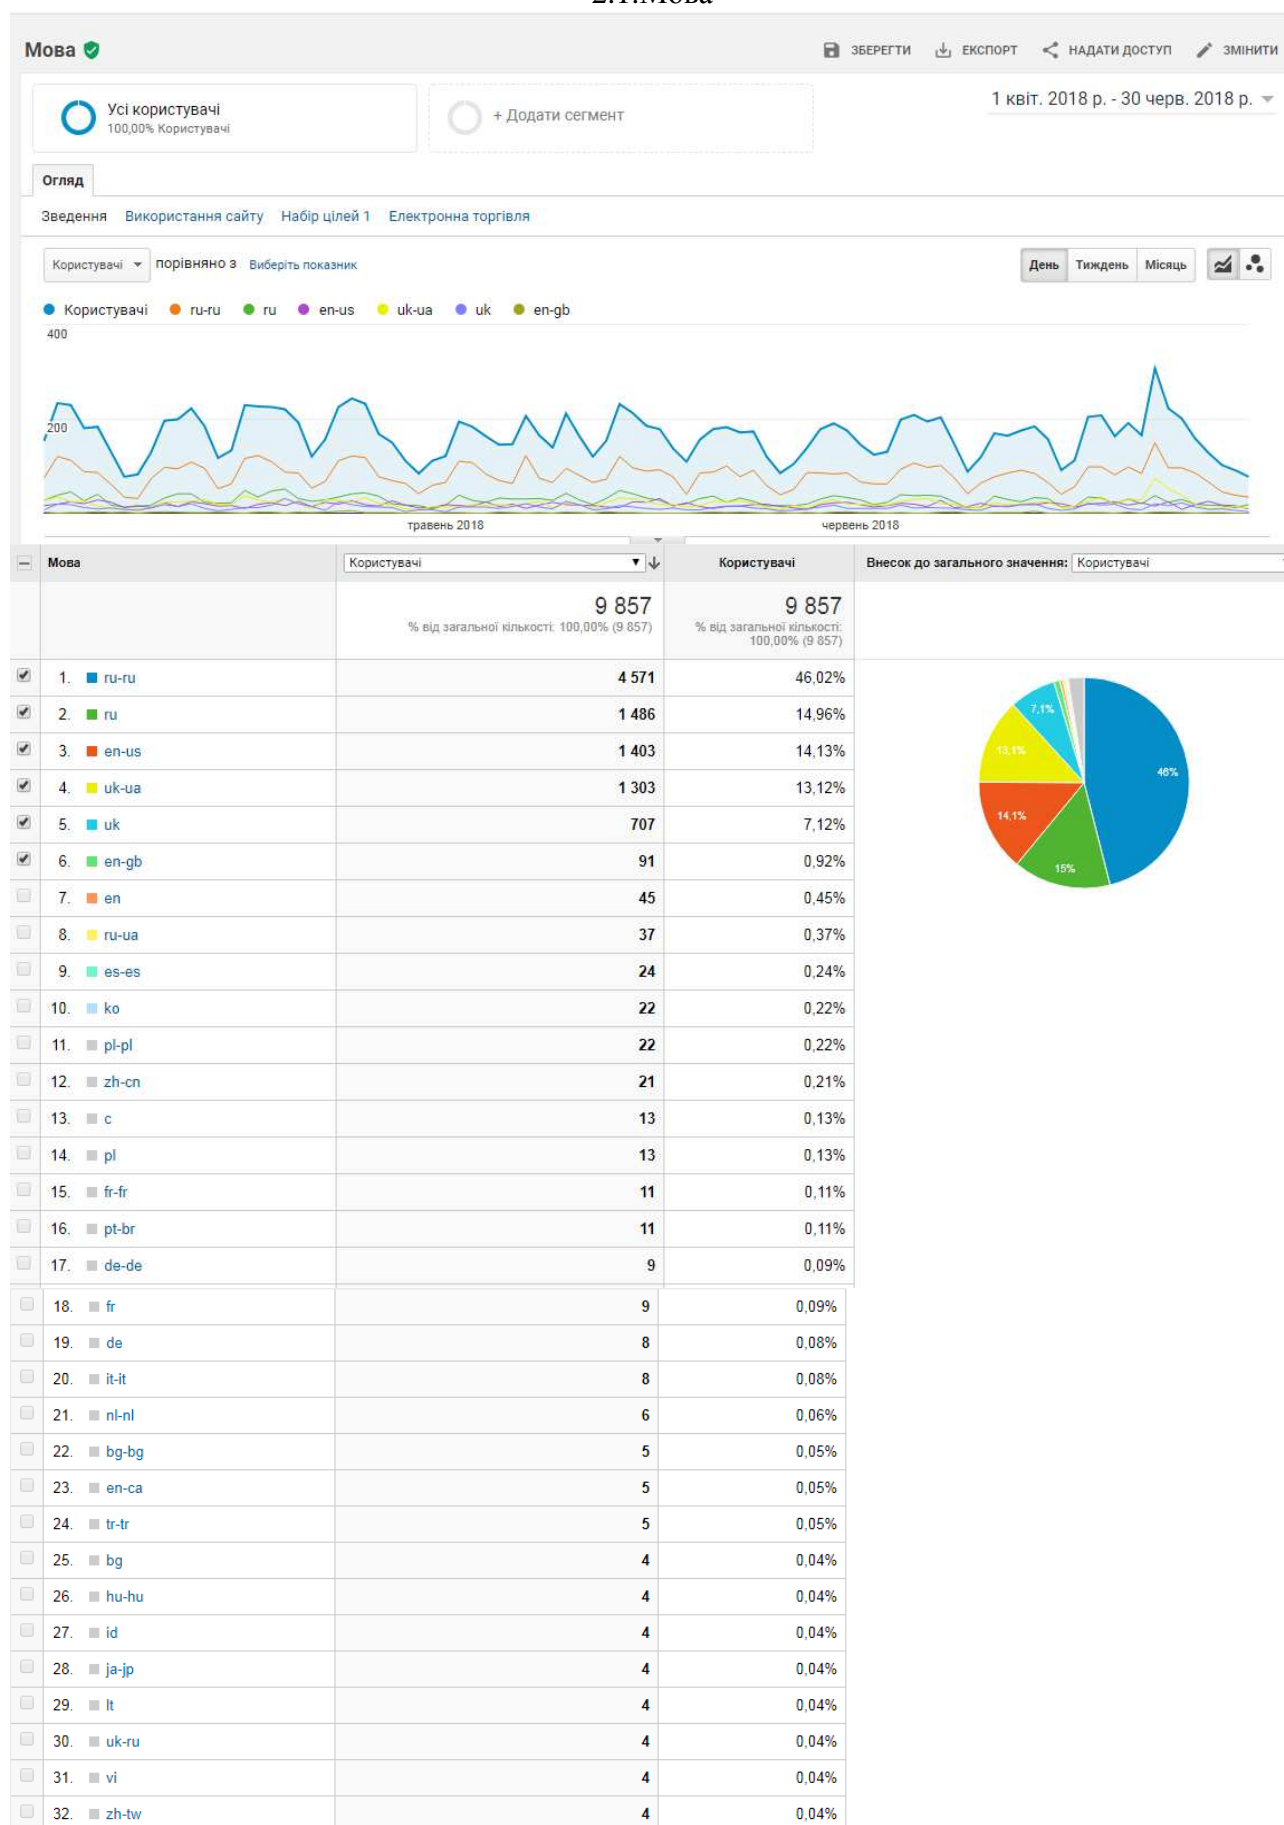 2.1.Мова
Мова
ЗБЕРЕГТИ ЕКСПОРТ НАДАТИ ДОСТУП ЗМІНИТИ
Усі користувачі
100,00% Користувачі
+ Додати сегмент
1 квіт. 2018 р. - 30 черв. 2018 р.
Огляд
Зведення Використання сайту Набір цілей 1 Електронна торгівля
Користувачі порівняно з Виберіть показник
День Тиждень Місяць
Користувачі ru-ru ru en-us uk-ua uk en-gb
400
200
травень 2018 червень 2018
Мова Користувачі Користувачі Внесок до загального значення: Користувачі
9 857 9 857
% від загальної кількості: 100,00% (9 857) % від загальної кількості:
100,00% (9 857)
1. ru-ru 4 571 46,02%
2. ru 1 486 14,96%
3. en-us 1 403 14,13%
4. uk-ua 1 303 13,12%
5. uk 707 7,12%
6. en-gb 91 0,92%
7. en 45 0,45%
8. ru-ua 37 0,37%
9. es-es 24 0,24%
10. ko 22 0,22%
11. pl-pl 22 0,22%
12. zh-cn 21 0,21%
13. c 13 0,13%
14. pl 13 0,13%
15. fr-fr 11 0,11%
16. pt-br 11 0,11%
17. de-de 9 0,09%
18. fr 9 0,09%
19. de 8 0,08%
20. it-it 8 0,08%
21. nl-nl 6 0,06%
22. bg-bg 5 0,05%
23. en-ca 5 0,05%
24. tr-tr 5 0,05%
25. bg 4 0,04%
26. hu-hu 4 0,04%
27. id 4 0,04%
28. ja-jp 4 0,04%
29. lt 4 0,04%
30. uk-ru 4 0,04%
31. vi 4 0,04%
32. zh-tw 4 0,04%
7,1%
13,1%
46%
14,1%
15%